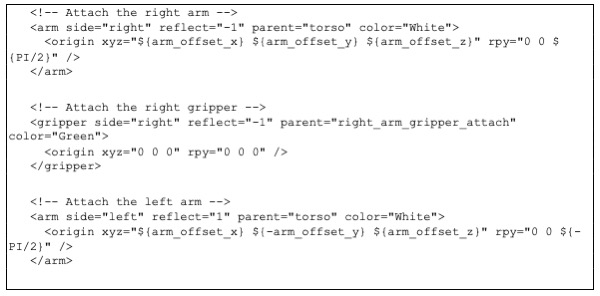 <!-- Attach the right arm -->
<arm side="right" reflect="-1" parent="torso" color="White">
<origin xyz="${arm_offset_x} ${arm_offset_y} ${arm_offset_z}" rpy="0 0 $
{PI/2}" />
</arm>
<!-- Attach the right gripper -->
<gripper side="right" reflect="-1" parent="right_arm_gripper_attach"
color="Green">
<origin xyz="0 0 0" rpy="0 0 0" />
</gripper>
<!-- Attach the left arm -->
<arm side="left" reflect="1" parent="torso" color="White">
<origin xyz="${arm_offset_x} ${-arm_offset_y} ${arm_offset_z}" rpy="0 0 ${-
PI/2}" />
</arm>